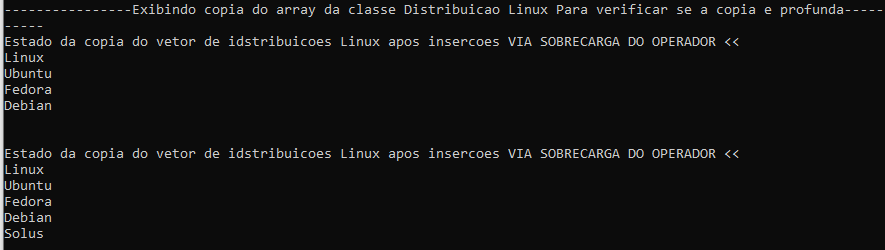 ----------------Exibindo copia do array da classe Distribuicao Linux Para verificar se a copia e profunda-----
-----
Estado da copia do vetor de idstribuicoes Linux apos insercoes VIA SOBRECARGA DO OPERADOR <<
Linux
Ubuntu
Fedora
Debian
Estado da copia do vetor de idstribuicoes Linux apos insercoes VIA SOBRECARGA DO OPERADOR <<
Linux
Ubuntu
Fedora
Debian
Solus